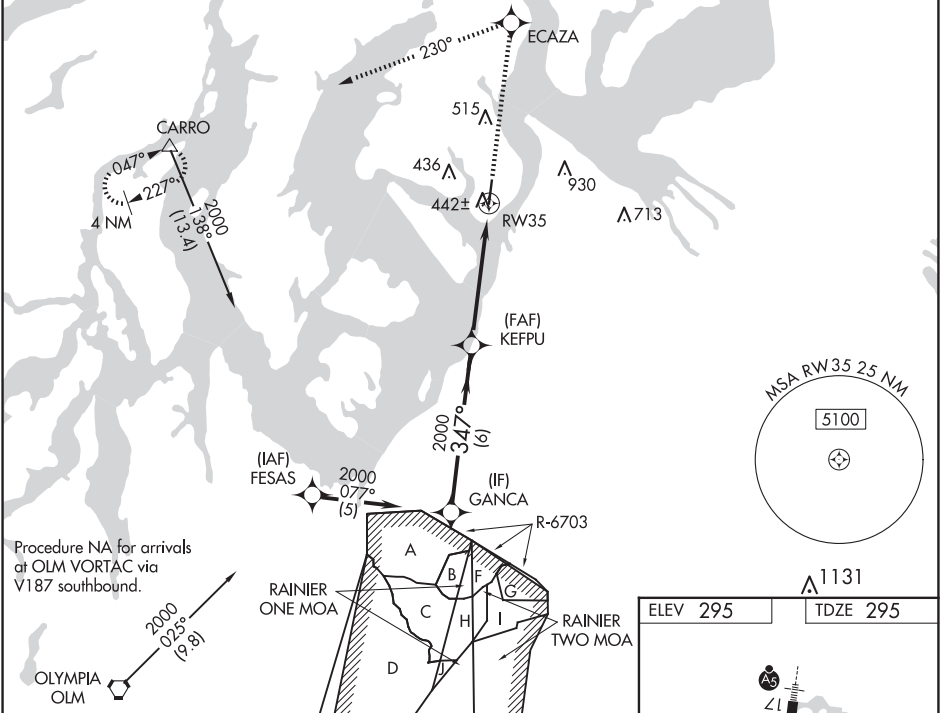 ECAZA
230°
515
CARRO
047°
227°
4 NM
2000
138°
(13.4)
436
930
442±
RW35
713
(FAF)
KEFPU
MSA RW35 25 NM
5100
2000
347°
(6)
(IAF)
FESAS
2000
077°
(5)
(IF)
GANCA
R-6703
Procedure NA for arrivals
at OLM VORTAC via
V187 southbound.
A
B
F
G
C
H
I
D
J
RAINIER
ONE MOA
RAINIER
TWO MOA
1131
2000
025°
(9.8)
OLYMPIA
OLM
ELEV 295
TDZE 295
A5
17